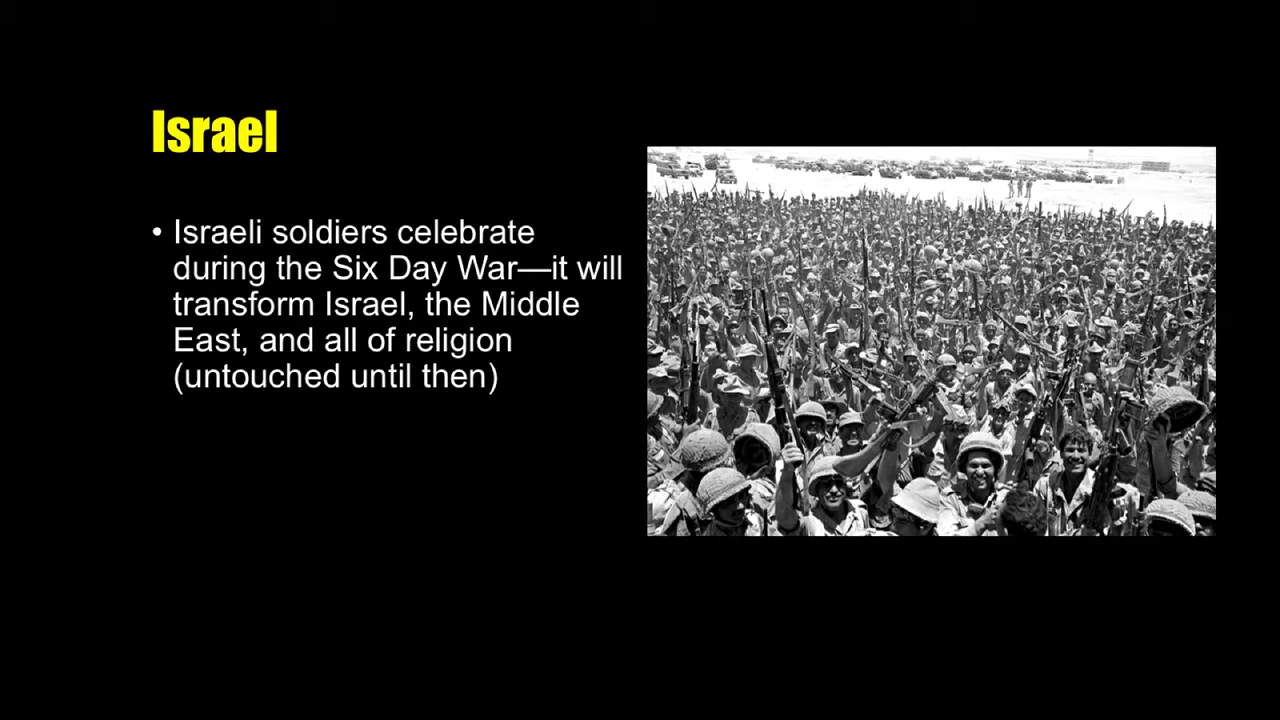 Israel
• Israeli soldiers celebrate
during the Six Day War—it will
transform Israel, the Middle
East, and all of religion
(untouched until then)